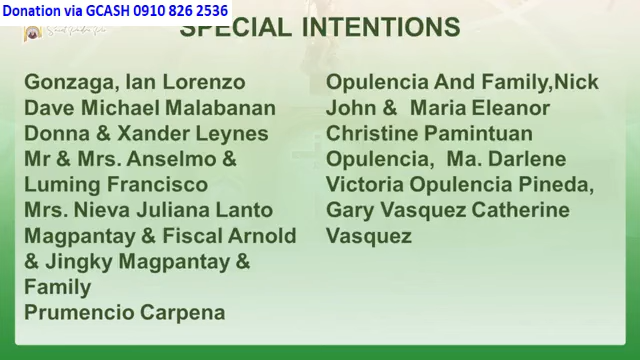 Donation via GCASH 0910 826 2536
SPECIAL INTENTIONS
Gonzaga, Ian Lorenzo
Dave Michael Malabanan
Donna & Xander Leynes
Mr & Mrs. Anselmo &
Luming Francisco
Mrs. Nieva Juliana Lanto
Magpantay & Fiscal Arnold
& Jingky Magpantay &
Family
Prumencio Carpena
Opulencia And Family,Nick
John &  Maria Eleanor
Christine Pamintuan
Opulencia,  Ma. Darlene
Victoria Opulencia Pineda,
Gary Vasquez Catherine
Vasquez